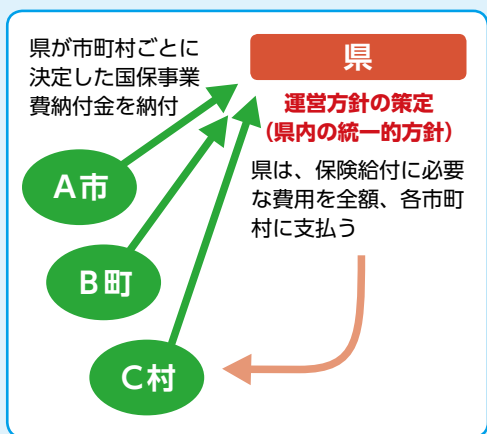 県が市町村ごとに
決定した国保事業
費納付金を納付
県
運営方針の策定
(県内の統一的方針)
県は、保険給付に必要
な費用を全額、各市町
村に支払う
A市
B町
C村